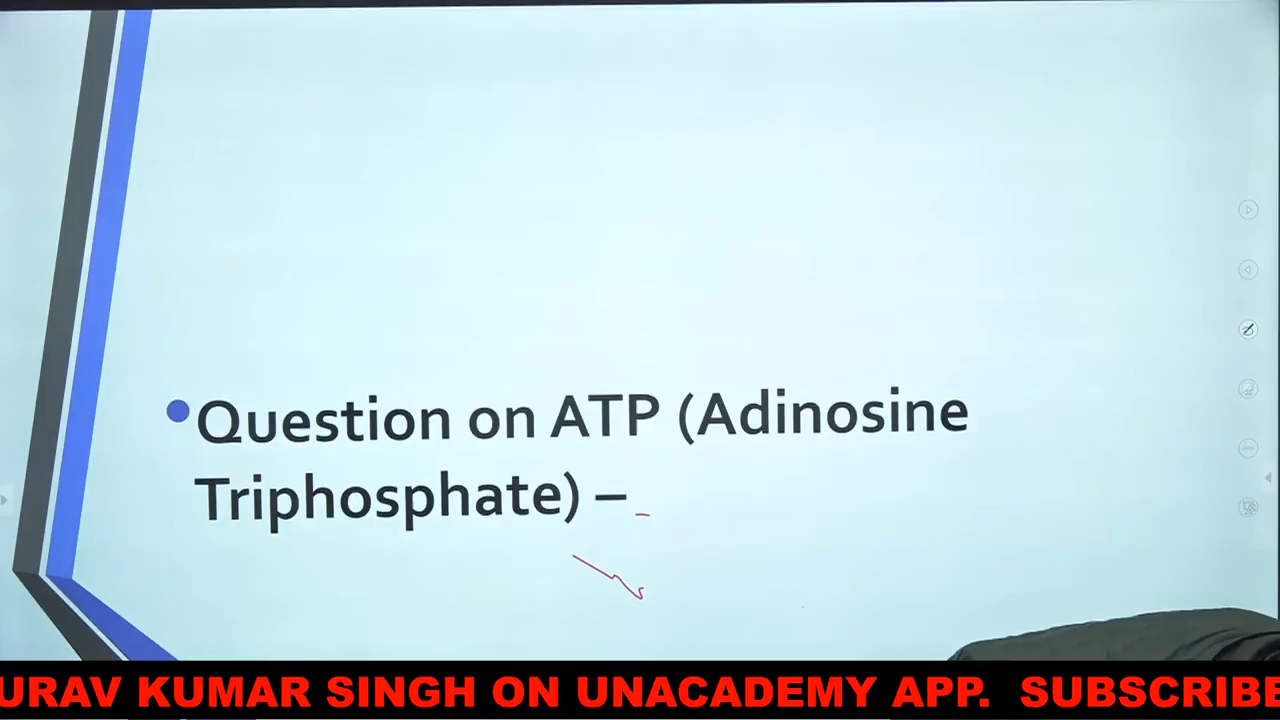 Question on ATP (Adinosine
Triphosphate) –
URAV KUMAR SINGH ON UNACADEMY APP. SUBSCRIBE